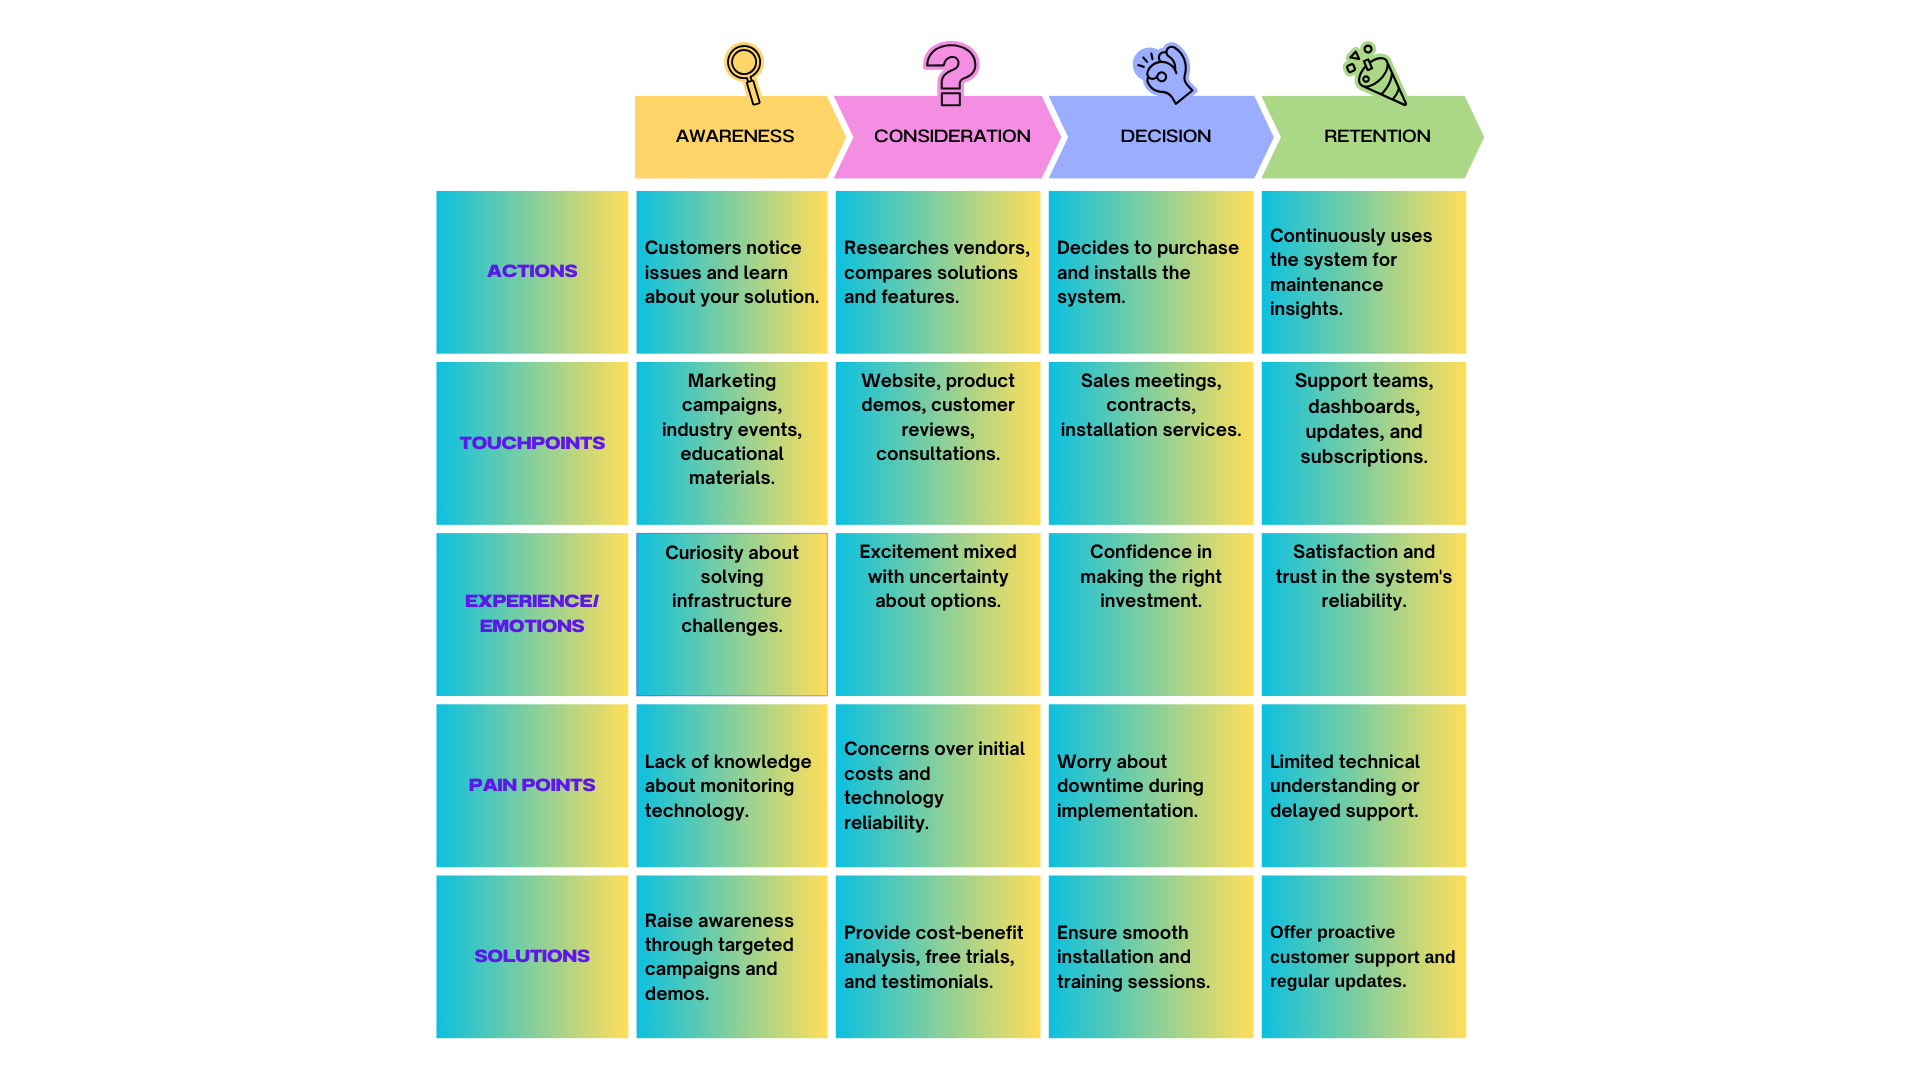 AWARENESS
CONSIDERATION
DECISION
RETENTION
ACTIONS
Customers notice
issues and learn
about your solution.
Researches vendors,
compares solutions
and features.
Decides to purchase
and installs the
system.
Continuously uses
the system for
maintenance
insights.
TOUCHPOINTS
Marketing
campaigns,
industry events,
educational
materials.
Website, product
demos, customer
reviews,
consultations.
Sales meetings,
contracts,
installation services.
Support teams,
dashboards,
updates, and
subscriptions.
EXPERIENCE/
EMOTIONS
Curiosity about
solving
infrastructure
challenges.
Excitement mixed
with uncertainty
about options.
Confidence in
making the right
investment.
Satisfaction and
trust in the system's
reliability.
PAIN POINTS
Lack of knowledge
about monitoring
technology.
Concerns over initial
costs and
technology
reliability.
Worry about
downtime during
implementation.
Limited technical
understanding or
delayed support.
SOLUTIONS
Raise awareness
through targeted
campaigns and
demos.
Provide cost-benefit
analysis, free trials,
and testimonials.
Ensure smooth
installation and
training sessions.
Offer proactive
customer support and
regular updates.